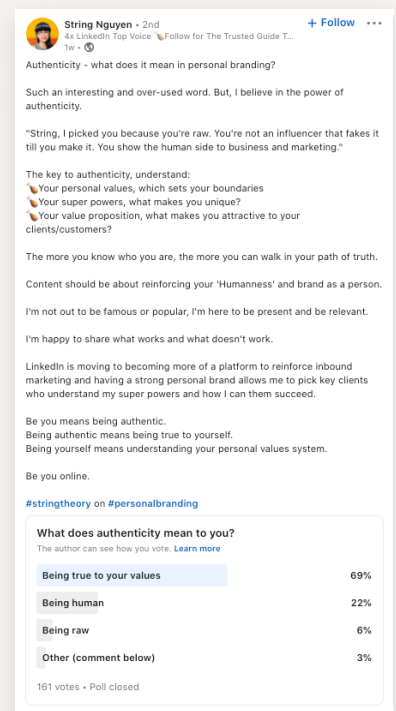 String Nguyen • 2nd
+ Follow ...
4x LinkedIn Top Voice 🍗Follow for The Trusted Guide T...
1w •
Authenticity - what does it mean in personal branding?
Such an interesting and over-used word. But, I believe in the power of
authenticity.
"String, I picked you because you're raw. You're not an influencer that fakes it
till you make it. You show the human side to business and marketing."
The key to authenticity, understand:
🍗Your personal values, which sets your boundaries
🍗Your super powers, what makes you unique?
🍗Your value proposition, what makes you attractive to your
clients/customers?
The more you know who you are, the more you can walk in your path of truth.
Content should be about reinforcing your 'Humanness' and brand as a person.
I'm not out to be famous or popular, I'm here to be present and be relevant.
I'm happy to share what works and what doesn't work.
LinkedIn is moving to becoming more of a platform to reinforce inbound
marketing and having a strong personal brand allows me to pick key clients
who understand my super powers and how I can them succeed.
Be you means being authentic.
Being authentic means being true to yourself.
Being yourself means understanding your personal values system.
Be you online.
#stringtheory on #personalbranding
What does authenticity mean to you?
The author can see how you vote. Learn more
Being true to your values 69%
Being human 22%
Being raw 6%
Other (comment below) 3%
161 votes • Poll closed